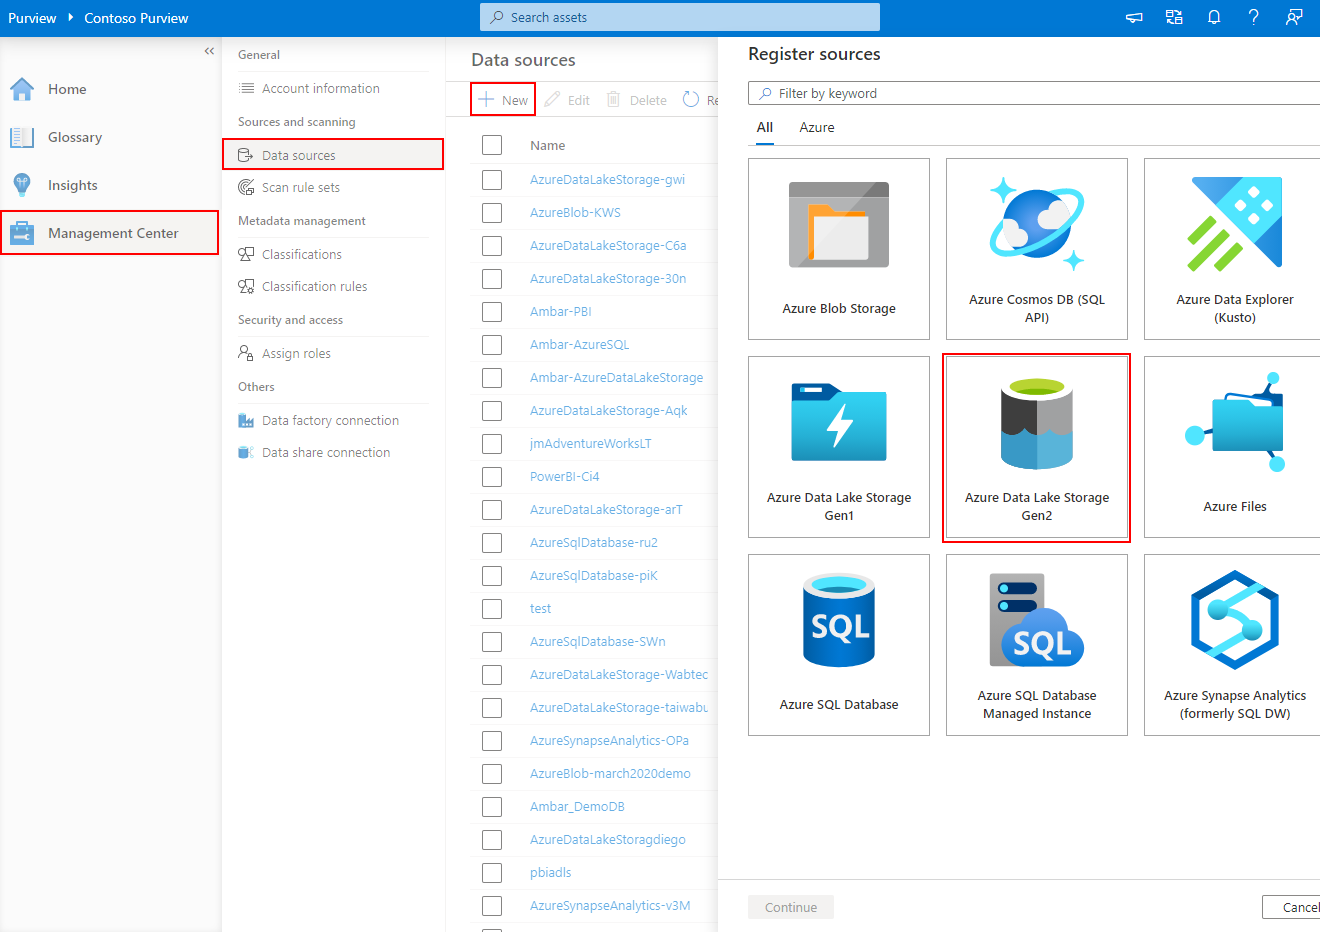 Purview
Contoso Purview
Search assets
Home
Glossary
Insights
Management Center
General
Account information
Sources and scanning
Data sources
Scan rule sets
Metadata management
Classifications
Classification rules
Security and access
Assign roles
Others
Data factory connection
Data share connection
Data sources
New
Edit
Delete
Re
Name
AzureDataLakeStorage-gwi
AzureBlob-KWS
AzureDataLakeStorage-C6a
AzureDataLakeStorage-30n
Ambar-PBI
Ambar-AzureSQL
Ambar-AzureDataLakeStorage
AzureDataLakeStorage-Aqk
jmAdventureWorksLT
PowerBI-Ci4
AzureDataLakeStorage-arT
AzureSqlDatabase-ru2
AzureSqlDatabase-piK
test
AzureSqlDatabase-SWn
AzureDataLakeStorage-Wabtec
AzureDataLakeStorage-taiwabu
AzureSynapseAnalytics-OPa
AzureBlob-march2020demo
Ambar_DemoDB
AzureDataLakeStoragdiego
pbiadls
AzureSynapseAnalytics-v3M
Register sources
Filter by keyword
All
Azure
Azure Blob Storage
Azure Cosmos DB (SQL
API)
Azure Data Explorer
(Kusto)
Azure Data Lake Storage
Gen1
Azure Data Lake Storage
Gen2
Azure Files
SQL
Azure SQL Database
SQL
Azure SQL Database
Managed Instance
Azure Synapse Analytics
(formerly SQL DW)
Continue
Cancel